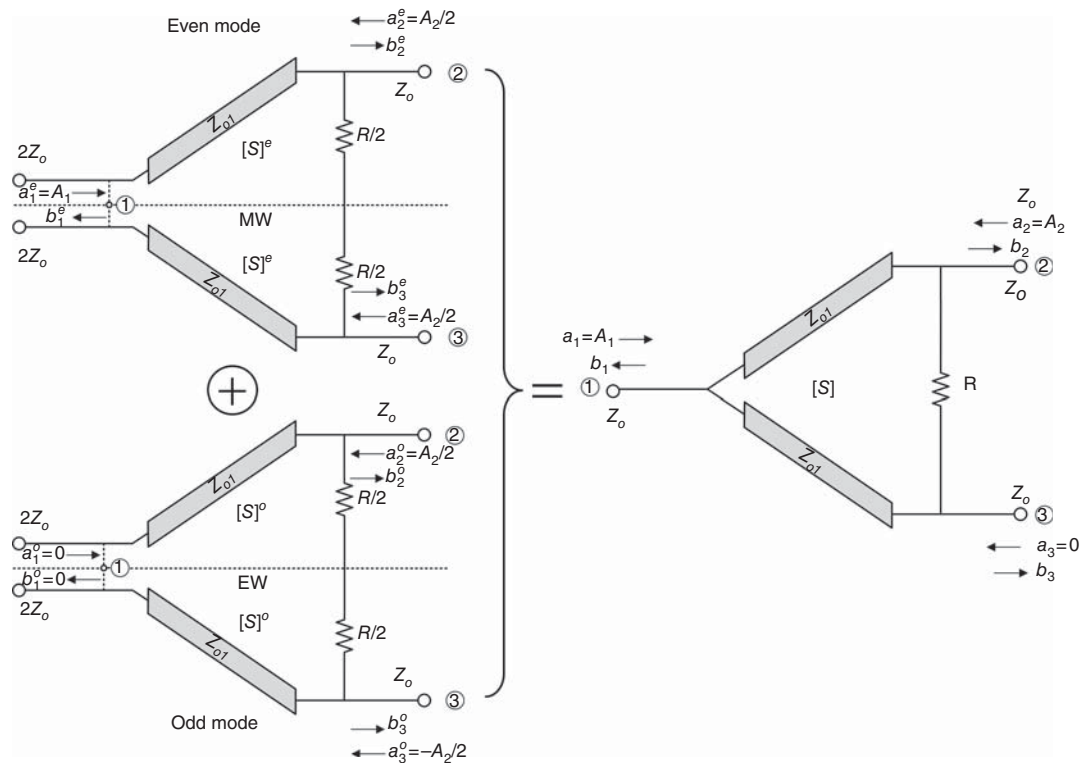 Even mode
a₂ᵉ=A₂/2
b₂ᵉ
②
Zₒ
Zₒ₁
[S]ᵉ
R/2
2Zₒ
a₁ᵉ=A₁
①
b₁ᵉ
MW
2Zₒ
Zₒ₁
[S]ᵉ
R/2
b₃ᵉ
a₃ᵉ=A₂/2
Zₒ
③
+
Zₒ
②
a₂ᵒ=A₂/2
b₂ᵒ
Zₒ₁
[S]ᵒ
R/2
2Zₒ
a₁ᵒ=0
①
b₁ᵒ=0
EW
2Zₒ
Zₒ₁
[S]ᵒ
R/2
Zₒ
③
Odd mode
b₃ᵒ
a₃ᵒ=–A₂/2
=
Zₒ
a₂=A₂
b₂
②
ZO
Zₒ₁
a₁=A₁
b₁
①
Zₒ
[S]
R
Zₒ₁
Zₒ
③
a₃=0
b₃